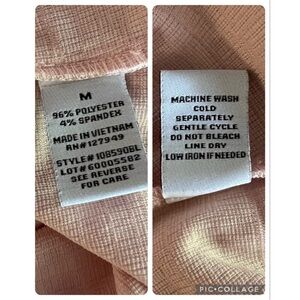 M
96% POLYESTER
4% SPANDEX
MADE IN VIETNAM
RN#127949
STYLE#10B590BL
LOT#60005582
SEE REVERSE
FOR CARE
MACHINE WASH
COLD
SEPARATELY
GENTLE CYCLE
DO NOT BLEACH
LINE DRY
LOW IRON IF NEEDED
PIC•COLLAGE